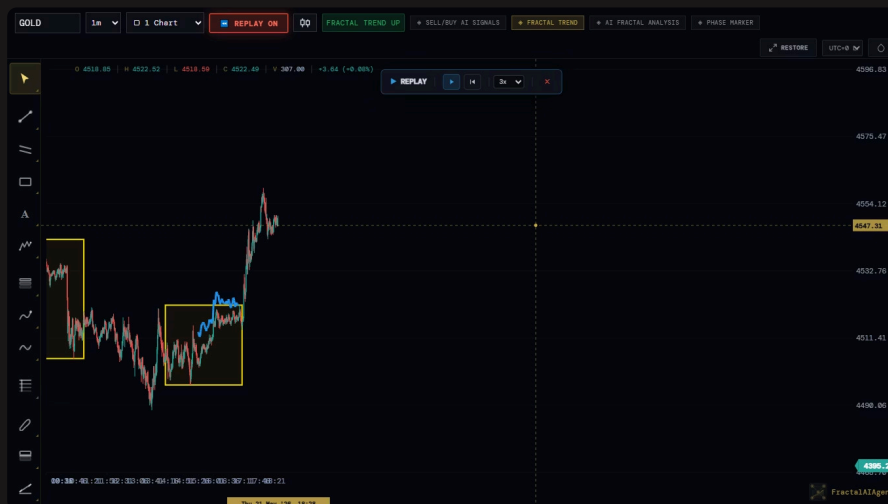 GOLD 1m 1 Chart REPLAY ON FRACTAL TREND UP SELL/BUY AI SIGNALS FRACTAL TREND AI FRACTAL ANALYSIS PHASE MARKER
RESTORE UTC+0
O 4518.85 H 4522.52 L 4518.59 C 4522.49 V 307.00 +3.64 (+0.08%)
REPLAY 3x
4596.83
4575.47
4554.12
4547.31
4532.76
4511.41
4490.06
4395.2
A
FractalAIAge